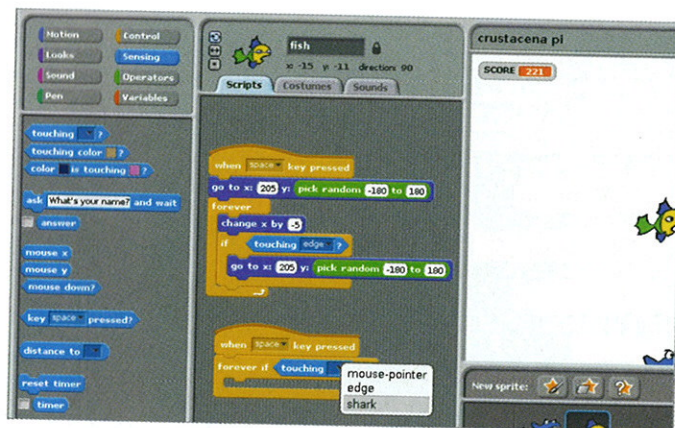 Motion
Control
Looks
Sensing
Sound
Operators
Pen
Variables
touching ?
touching color ?
color is touching ?
ask What's your name? and wait
answer
mouse x
mouse y
mouse down?
key space pressed?
distance to
reset timer
timer
fish
x: -15 y: -11 direction: 90
Scripts
Costumes
Sounds
when space key pressed
go to x: 205 y: pick random -180 to 180
forever
change x by -5
if touching edge ?
go to x: 205 y: pick random -180 to 180
when space key pressed
forever if touching
mouse-pointer
edge
shark
crustacena pi
SCORE 221
New sprite: